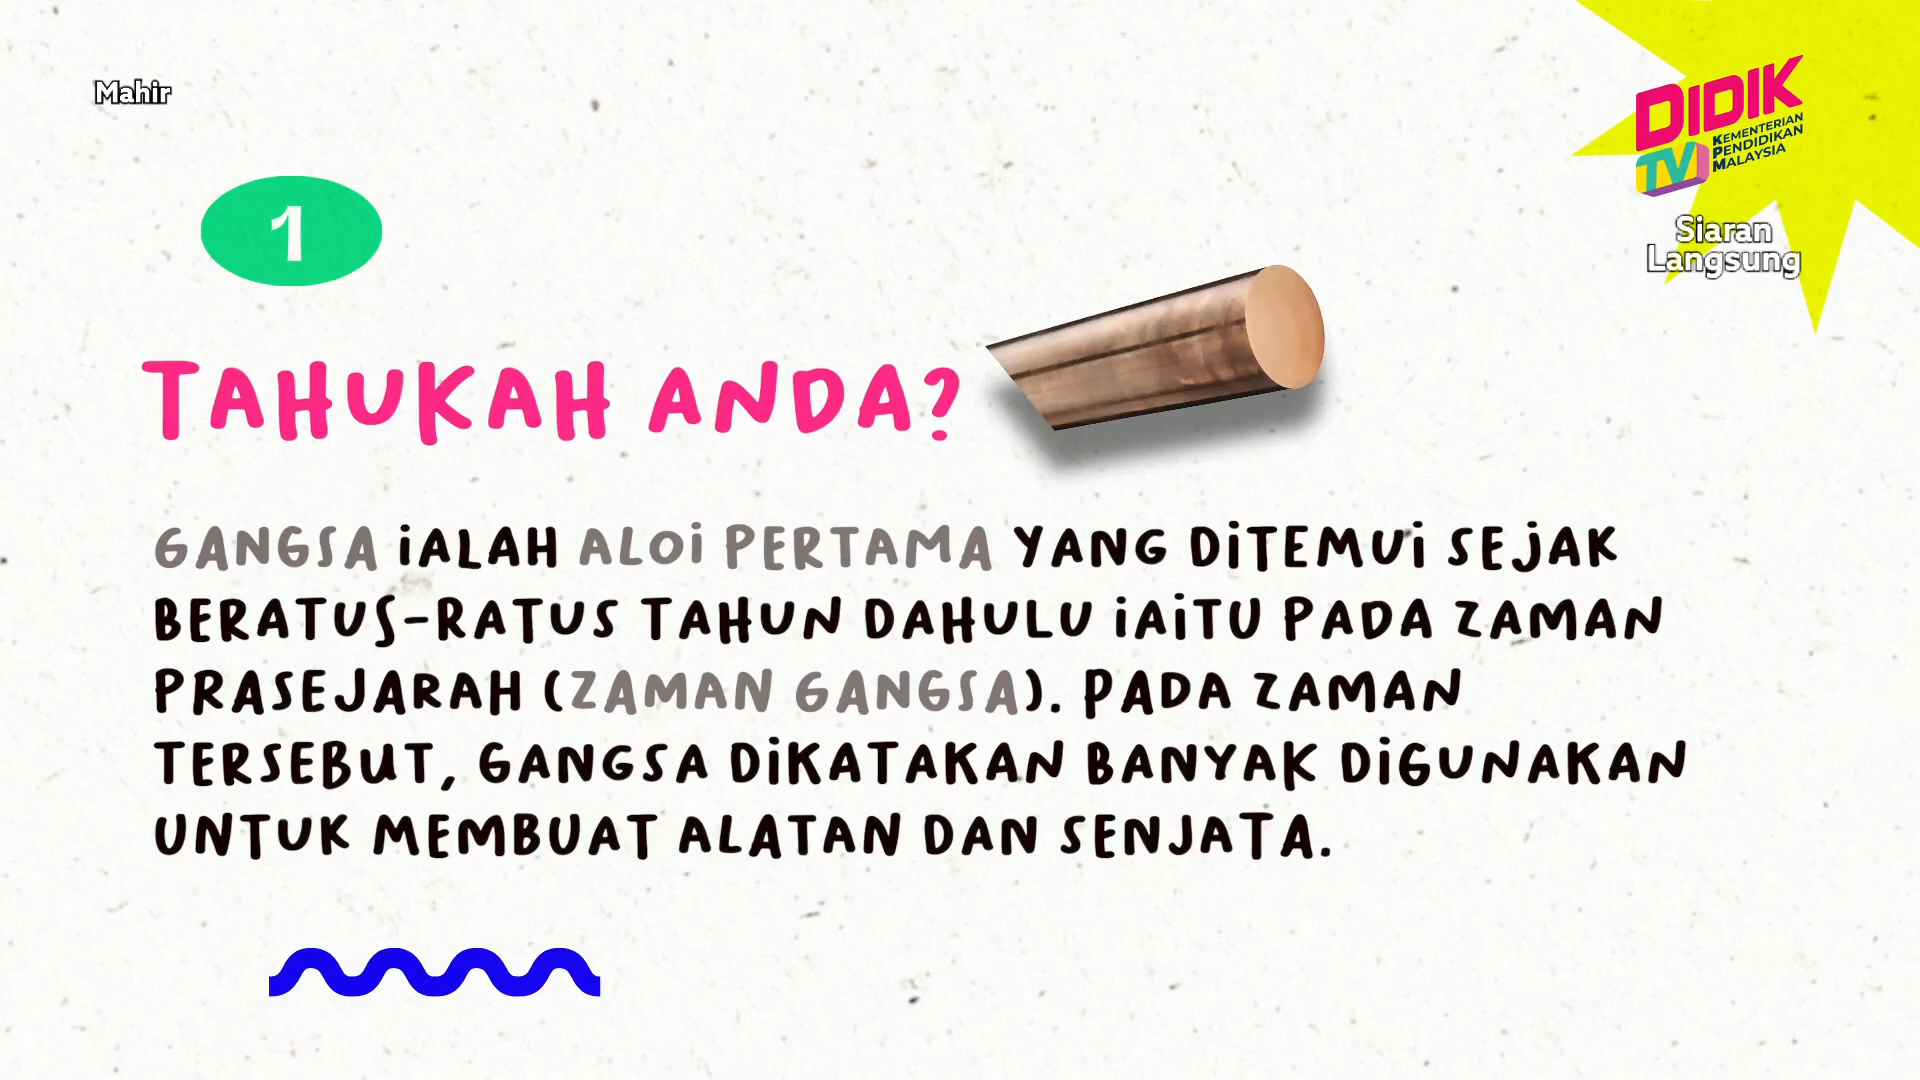 Mahir
DIDIK
TV
KEMENTERIAN
PENDIDIKAN
MALAYSIA
Siaran
Langsung
1
TAHUKAH ANDA?
GANGSA iALAH ALOi PERTAMA YANG DiTEMUi SEJAK
BERATUS-RATUS TAHUN DAHULU iAiTU PADA ZAMAN
PRASEJARAH (ZAMAN GANGSA). PADA ZAMAN
TERSEBUT, GANGSA DiKATAKAN BANYAK DiGUNAKAN
UNTUK MEMBUAT ALATAN DAN SENJATA.